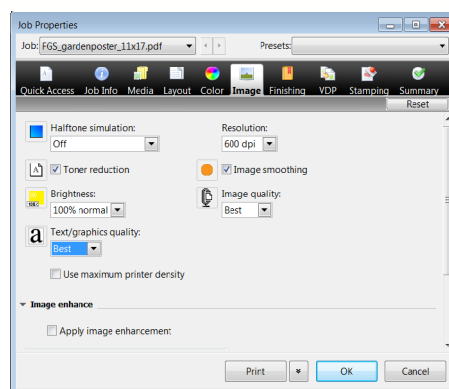 Job Properties
Job: FGS_gardenposter_11x17.pdf Presets:
Quick Access Job Info Media Layout Color Image Finishing VDP Stamping Summary
Reset
Halftone simulation: Resolution:
Off 600 dpi
Toner reduction Image smoothing
Brightness: Image quality:
100% normal Best
Text/graphics quality:
a Best
Use maximum printer density
Image enhance
Apply image enhancement
Print OK Cancel